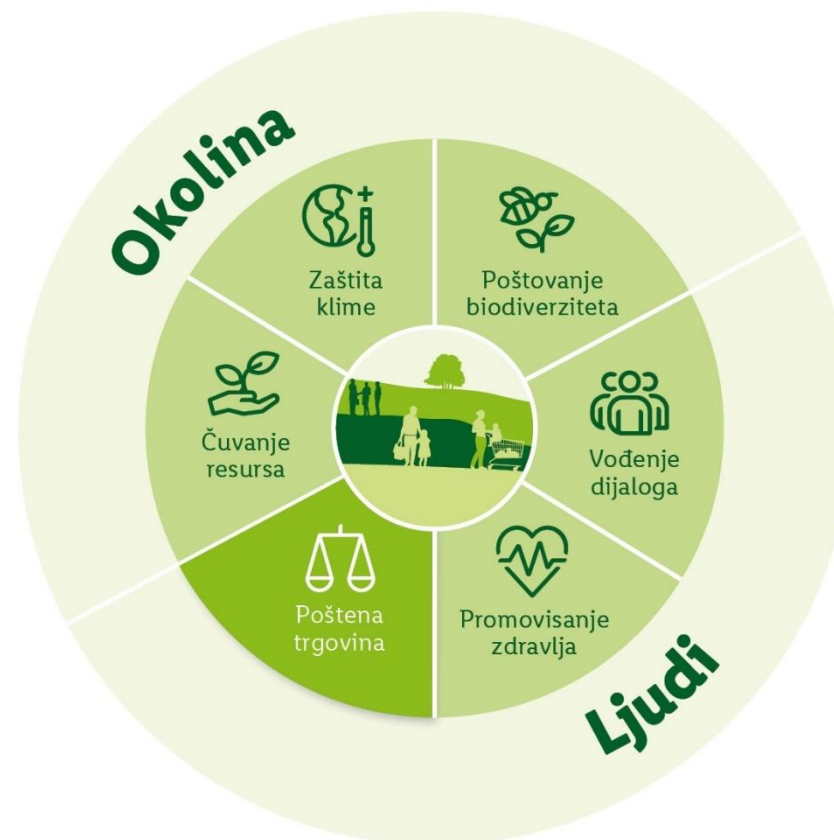 Okolina
Zaštita
klime
Poštovanje
biodiverziteta
Čuvanje
resursa
Vođenje
dijaloga
Poštena
trgovina
Promovisanje
zdravlja
Ljudi